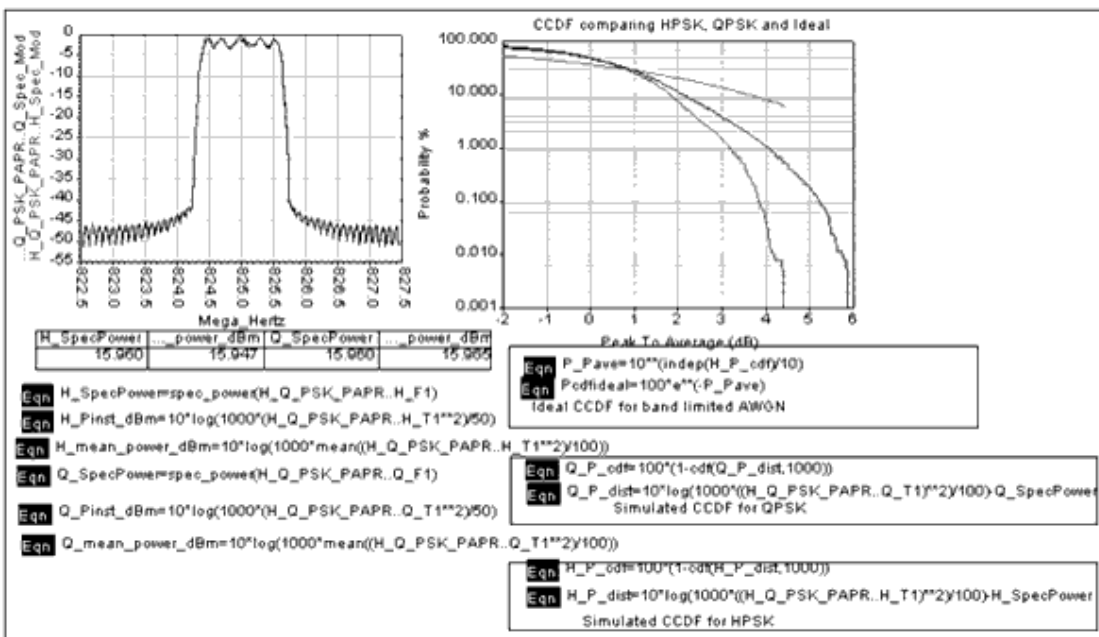 ...Q_PSK_PAPR..Q_Spec_Mod
H_Q_PSK_PAPR..H_Spec_Mod
0
-5
-10
-15
-20
-25
-30
-35
-40
-45
-50
-55
822.5
823.0
823.5
824.0
824.5
825.0
825.5
826.0
826.5
827.0
827.5
Mega_Hertz
CCDF comparing HPSK, QPSK and Ideal
Probability %
100.000
10.000
1.000
0.100
0.010
0.001
-2
-1
0
1
2
3
4
5
6
Peak To Average (dB)
H_SpecPower ..._power_dBm Q_SpecPower ..._power_dBm
15.960 15.947 15.960 15.965
Eqn H_SpecPower=spec_power(H_Q_PSK_PAPR..H_F1)
Eqn H_Pinst_dBm=10*log(1000*(H_Q_PSK_PAPR..H_T1**2)/50)
Eqn H_mean_power_dBm=10*log(1000*mean((H_Q_PSK_PAPR..H_T1**2)/100))
Eqn Q_SpecPower=spec_power(H_Q_PSK_PAPR..Q_F1)
Eqn Q_Pinst_dBm=10*log(1000*(H_Q_PSK_PAPR..Q_T1**2)/50)
Eqn Q_mean_power_dBm=10*log(1000*mean((H_Q_PSK_PAPR..Q_T1**2)/100))
Eqn P_Pave=10**(indep(H_P_cdf)/10)
Eqn Pcdfideal=100*e**(-P_Pave)
Ideal CCDF for band limited AWGN
Eqn Q_P_cdf=100*(1-cdf(Q_P_dist,1000))
Eqn Q_P_dist=10*log(1000*((H_Q_PSK_PAPR..Q_T1)**2)/100)-Q_SpecPower
Simulated CCDF for QPSK
Eqn H_P_cdf=100*(1-cdf(H_P_dist,1000))
Eqn H_P_dist=10*log(1000*((H_Q_PSK_PAPR..H_T1)**2)/100)-H_SpecPower
Simulated CCDF for HPSK